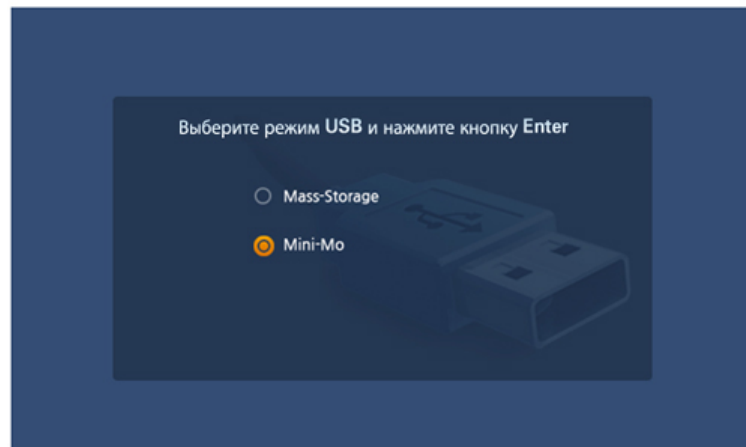 Выберите режим USB и нажмите кнопку Enter
Mass-Storage
Mini-Mo